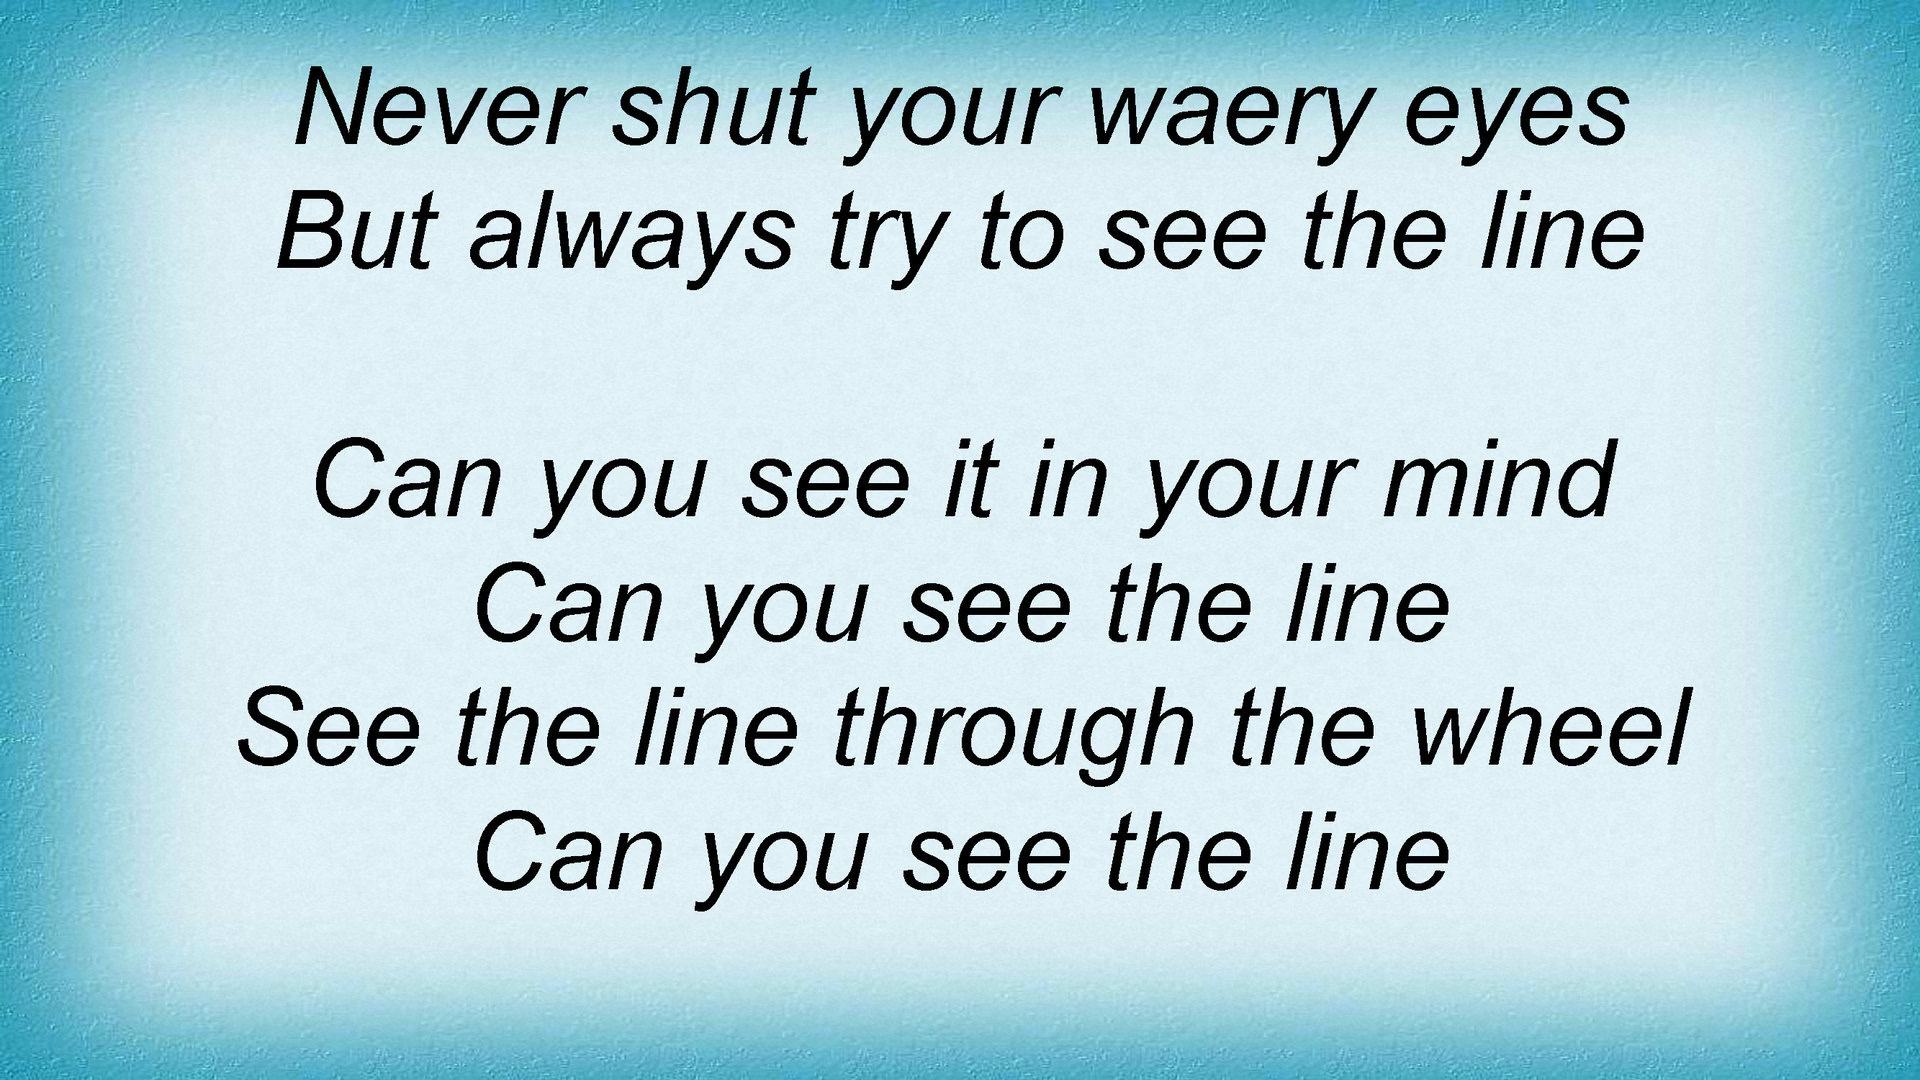 Never shut your waery eyes
But always try to see the line
Can you see it in your mind
Can you see the line
See the line through the wheel
Can you see the line